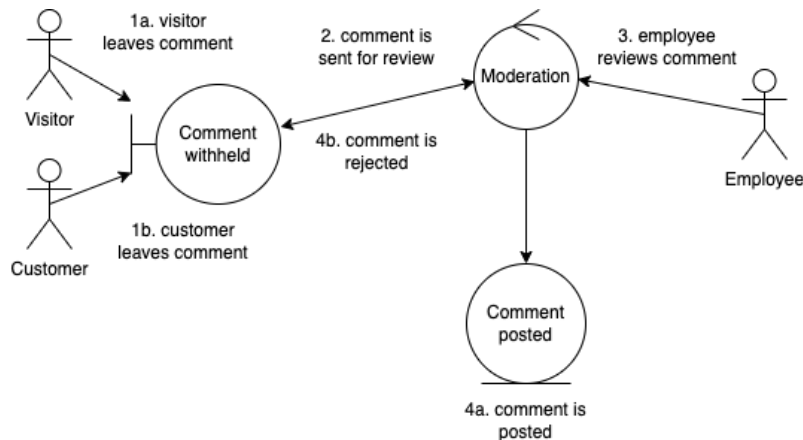 1a. visitor
leaves comment
Visitor
Comment
withheld
Customer
1b. customer
leaves comment
2. comment is
sent for review
4b. comment is
rejected
Moderation
3. employee
reviews comment
Employee
Comment
posted
4a. comment is
posted